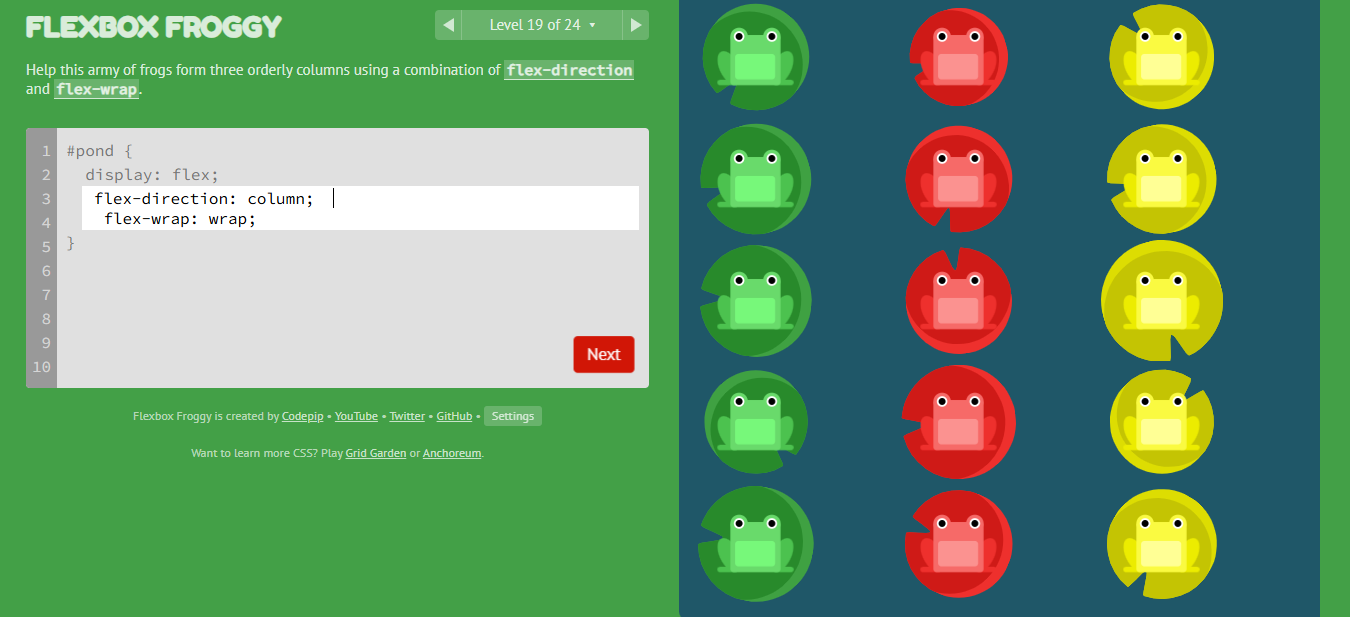 FLEXBOX FROGGY
◀ Level 19 of 24 ▾ ▶
Help this army of frogs form three orderly columns using a combination of flex-direction
and flex-wrap.
1 #pond {
2 display: flex;
3 flex-direction: column;
4 flex-wrap: wrap;
5 }
6
7
8
9
10
Next
Flexbox Froggy is created by Codepip • YouTube • Twitter • GitHub • Settings
Want to learn more CSS? Play Grid Garden or Anchoreum.